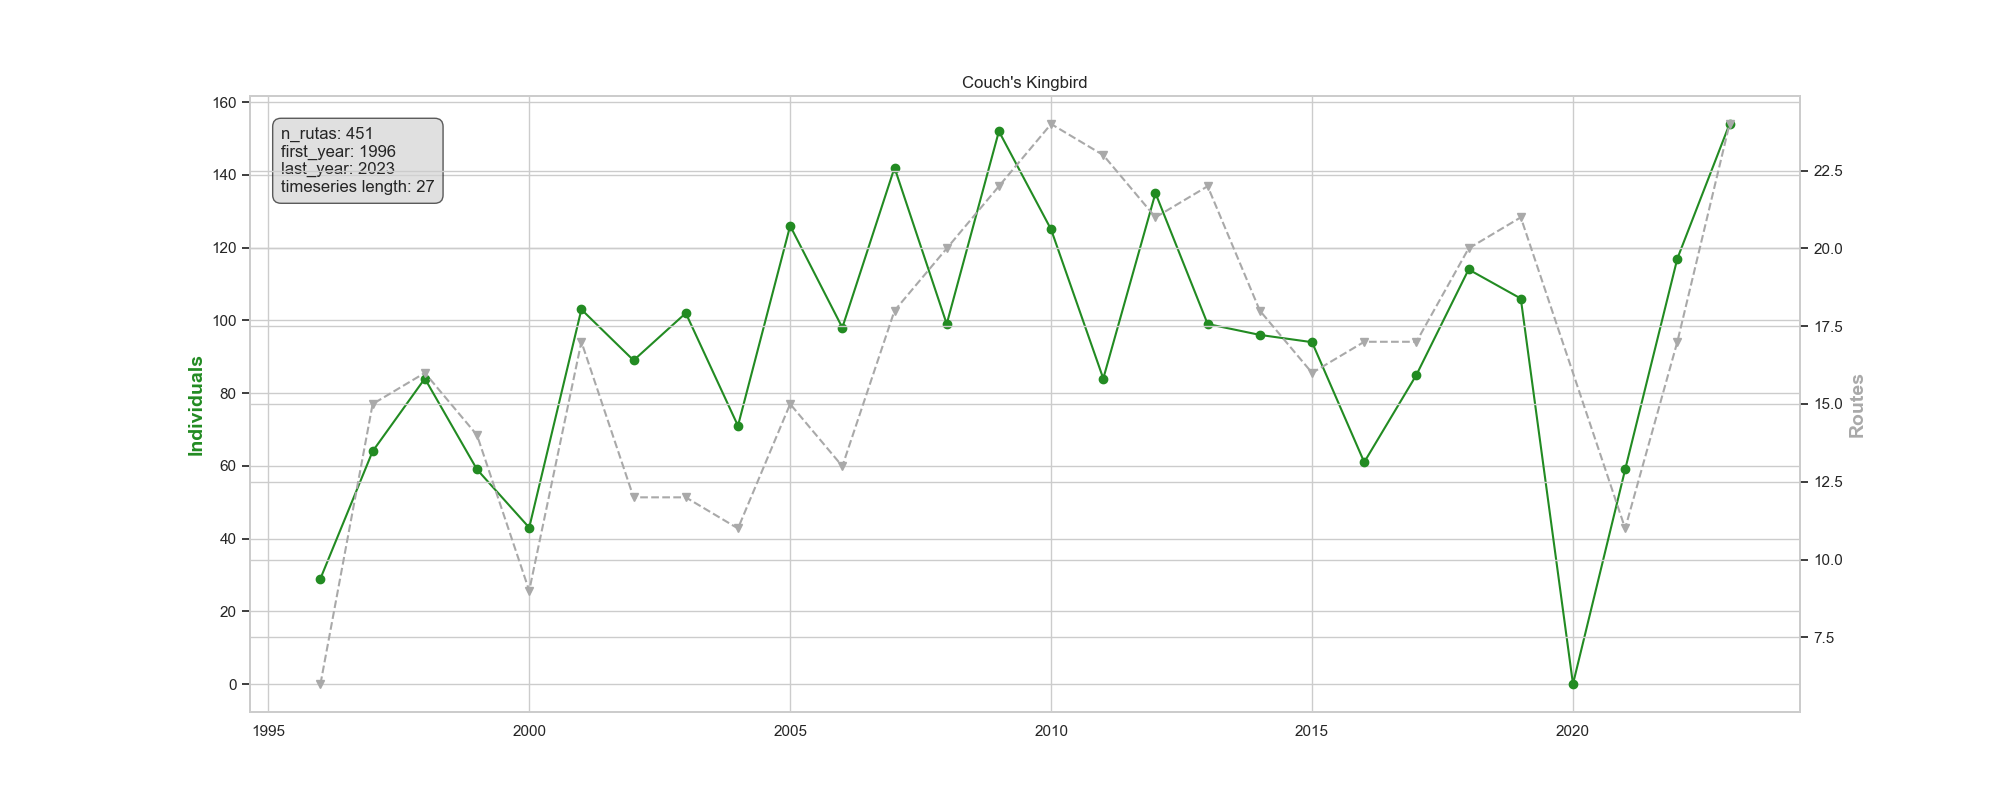 Couch's Kingbird
n_rutas: 451
first_year: 1996
last_year: 2023
timeseries length: 27
Individuals
160
140
120
100
80
60
40
20
0
22.5
20.0
17.5
15.0
12.5
10.0
7.5
Routes
1995 2000 2005 2010 2015 2020